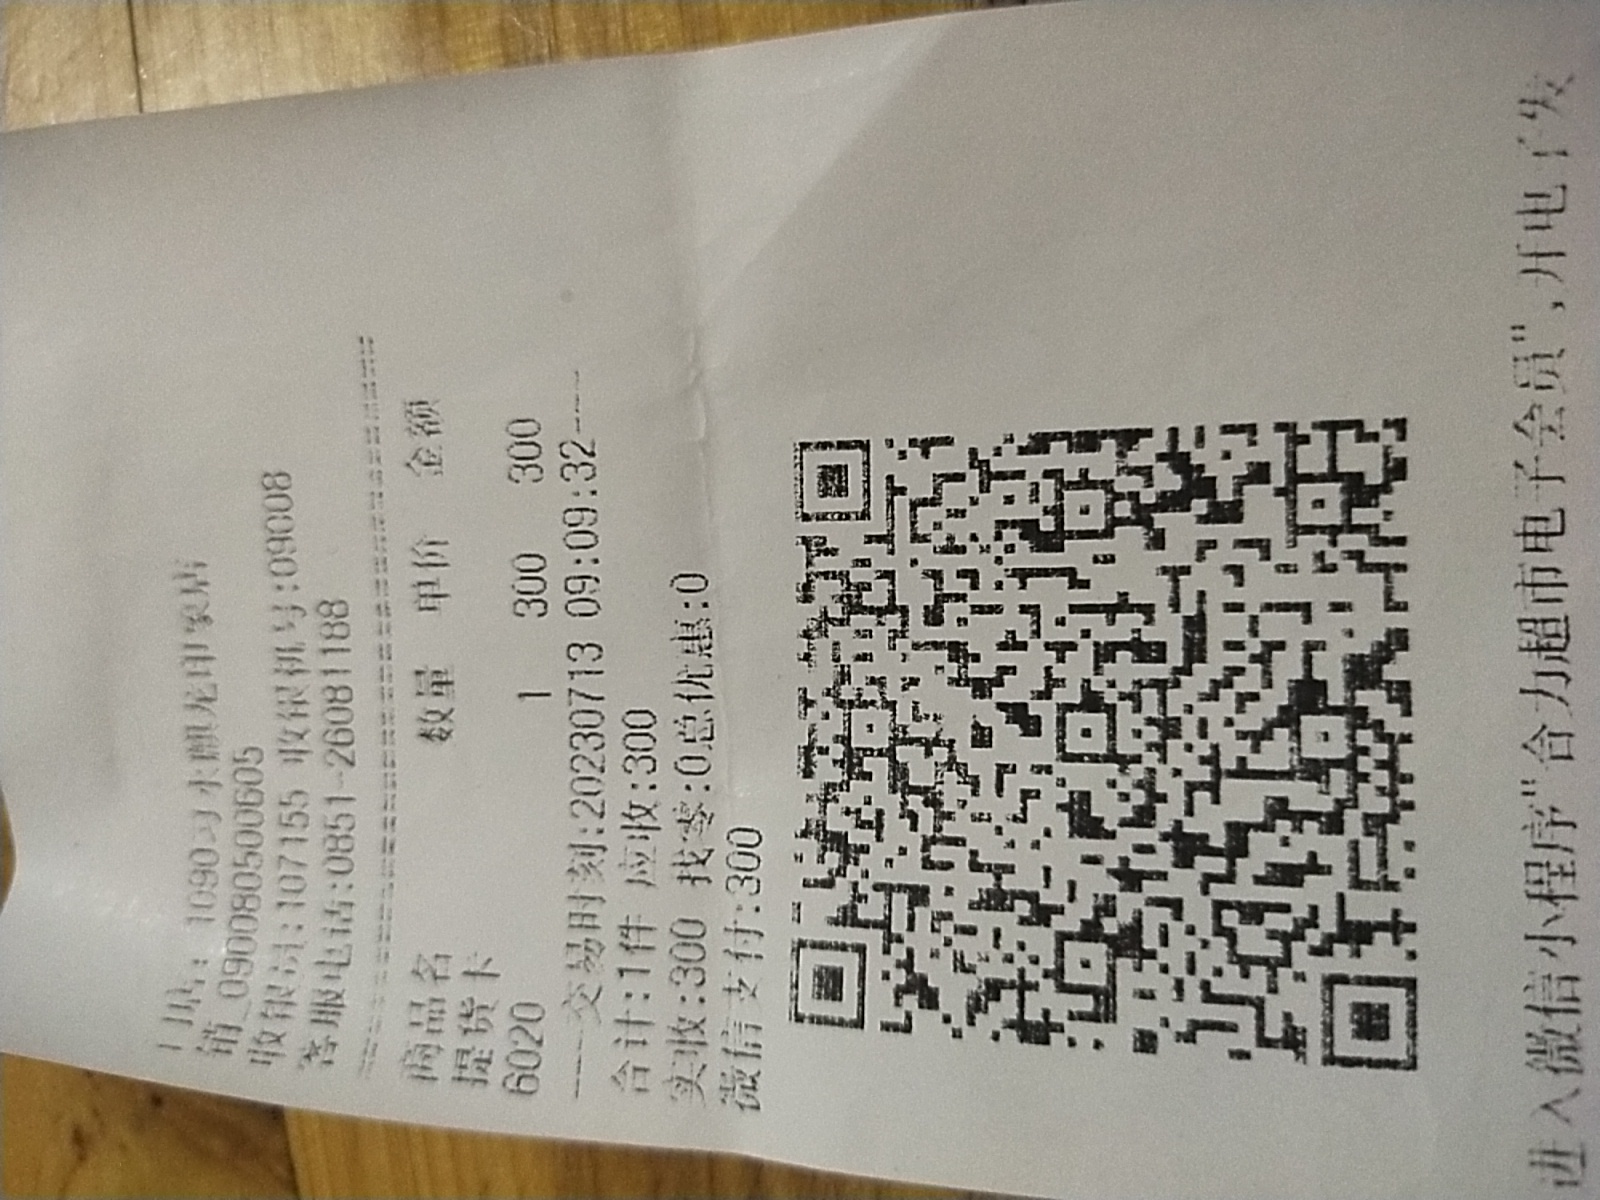 门店: 1090习水
销_09008050060​5
收银员:107155 收银机号:09008
客服电话:0851-26081188
商品名 数量 单价 金额
提货卡
6020 1 300 300
----交易时刻:20230713 09:09:32----
合计:1件 应收:300
实收:300 找零:0总优惠:0
微信支付:300
进入微信小程序"合力超市电子会员",开电子发